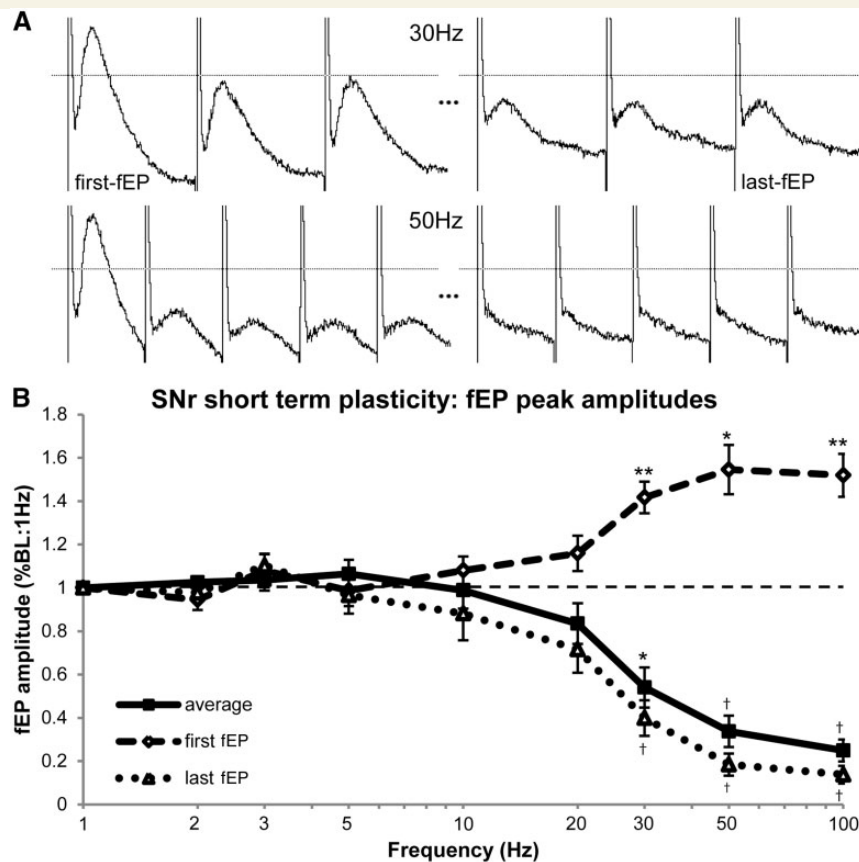 A
30Hz
...
first-fEP
last-fEP
50Hz
...
B
SNr short term plasticity: fEP peak amplitudes
fEP amplitude (%BL:1Hz)
1.8
1.6
1.4
1.2
1
0.8
0.6
0.4
0.2
0
** * **
*
† †
† † †
average
first fEP
last fEP
1 2 3 5 10 20 30 50 100
Frequency (Hz)